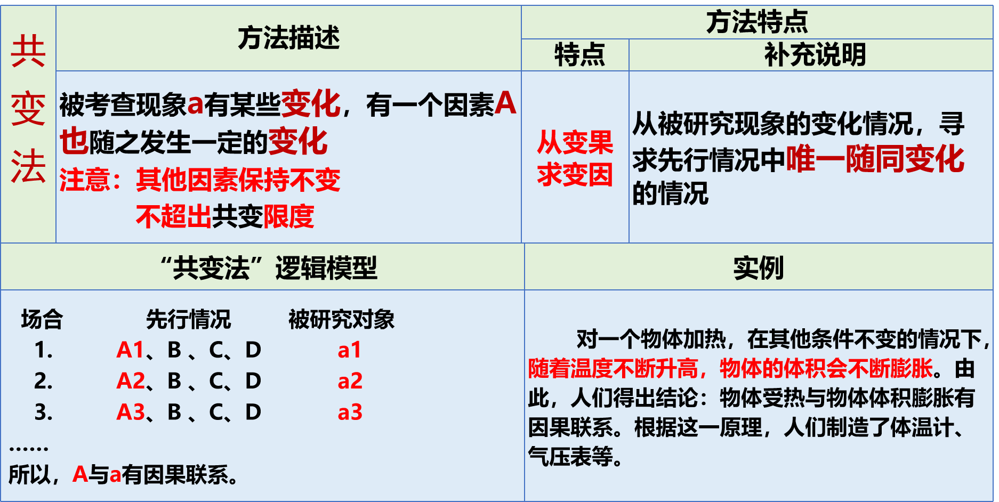 共
变
法
方法描述
方法特点
特点
补充说明
被考查现象a有某些变化，有一个因素A
也随之发生一定的变化
注意：其他因素保持不变
不超出共变限度
从变果
求变因
从被研究现象的变化情况，寻
求先行情况中唯一随同变化
的情况
“共变法”逻辑模型
实例
场合 先行情况 被研究对象
1. A1、B 、C、D a1
2. A2、B 、C、D a2
3. A3、B 、C、D a3
……
所以，A与a有因果联系。
对一个物体加热，在其他条件不变的情况下，
随着温度不断升高，物体的体积会不断膨胀。由
此，人们得出结论：物体受热与物体体积膨胀有
因果联系。根据这一原理，人们制造了体温计、
气压表等。